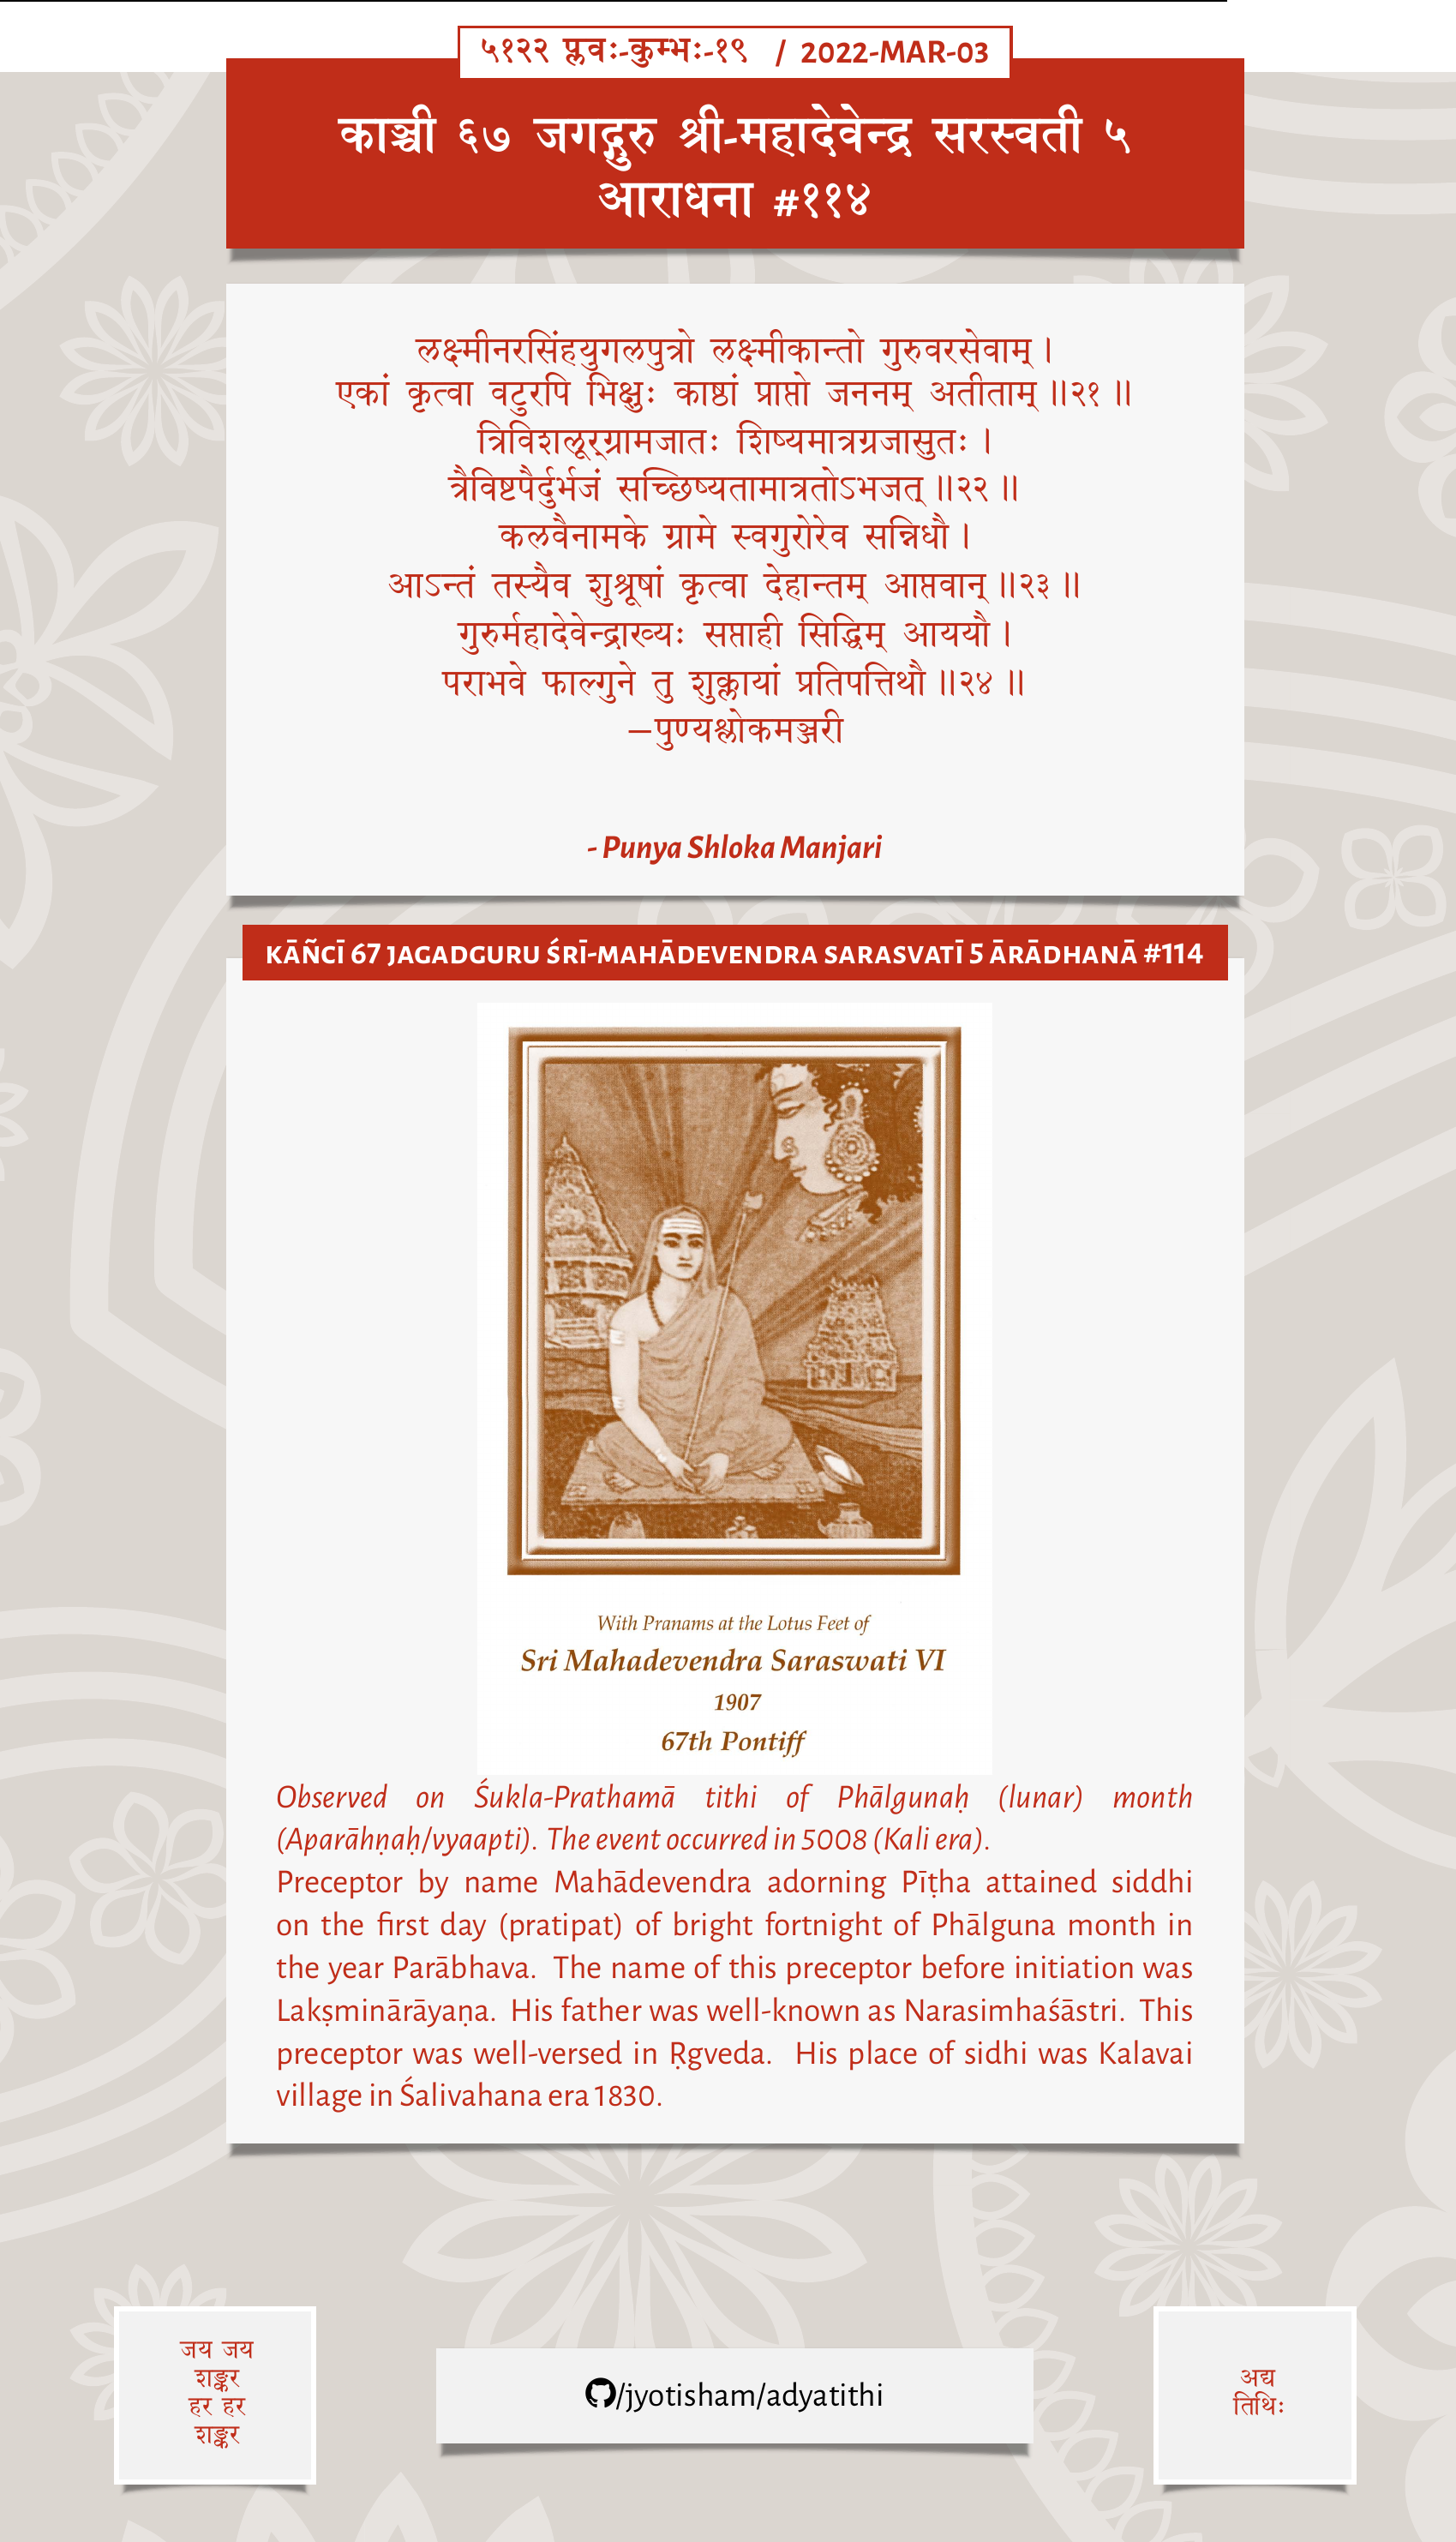 ५१२२ प्लवः-कुम्भः-१९ / 2022-MAR-03
काञ्ची ६७ जगद्गुरु श्री-महादेवेन्द्र सरस्वती ५
आराधना #११४
लक्ष्मीनरसिंहयुगलपुत्रो लक्ष्मीकान्तो गुरुवरसेवाम् ।
एकां कृत्वा वटुरपि भिक्षुः काष्ठां प्राप्तो जननम् अतीताम् ॥२१ ॥
त्रिविशलूर्ग्रामजातः शिष्यमात्रग्रजासुतः ।
त्रैविष्टपैर्दुर्भजं सच्छिष्यतामात्रतोऽभजत् ॥२२ ॥
कलवैनामके ग्रामे स्वगुरोरेव सन्निधौ ।
आऽन्तं तस्यैव शुश्रूषां कृत्वा देहान्तम् आप्तवान् ॥२३ ॥
गुरुर्महादेवेन्द्राख्यः सप्ताही सिद्धिम् आययौ ।
पराभवे फाल्गुने तु शुक्लायां प्रतिपत्तिथौ ॥२४ ॥
–पुण्यश्लोकमञ्जरी
- Punya Shloka Manjari
KĀÑCĪ 67 JAGADGURU ŚRĪ-MAHĀDEVENDRA SARASVATĪ 5 ĀRĀDHANĀ #114
With Pranams at the Lotus Feet of
Sri Mahadevendra Saraswati VI
1907
67th Pontiff
Observed on Śukla-Prathamā tithi of Phālgunaḥ (lunar) month
(Aparāhṇaḥ/vyaapti). The event occurred in 5008 (Kali era).
Preceptor by name Mahādevendra adorning Pīṭha attained siddhi
on the first day (pratipat) of bright fortnight of Phālguna month in
the year Parābhava. The name of this preceptor before initiation was
Lakṣminārāyaṇa. His father was well-known as Narasimhaśāstri. This
preceptor was well-versed in Ṛgveda. His place of sidhi was Kalavai
village in Śalivahana era 1830.
जय जय
शङ्कर
हर हर
शङ्कर
/jyotisham/adyatithi
अद्य
तिथिः